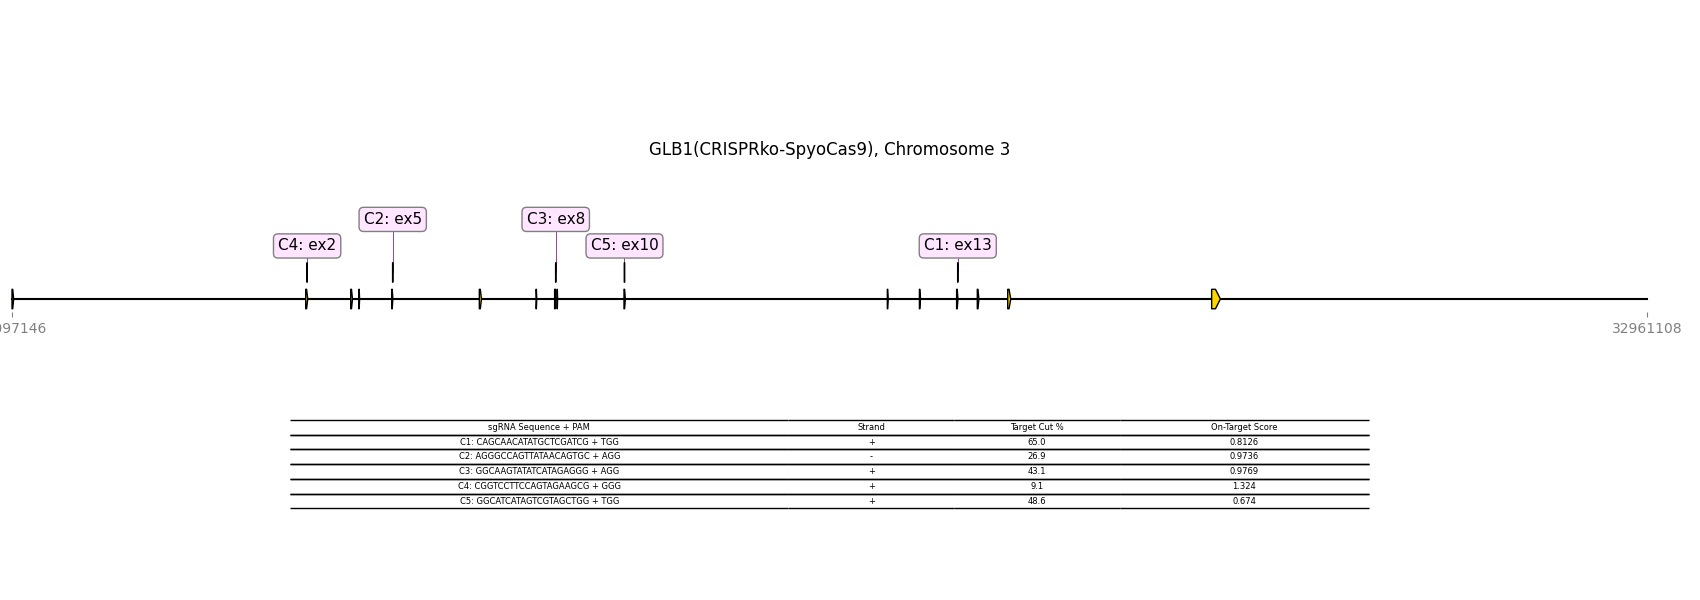 GLB1(CRISPRko-SpyoCas9), Chromosome 3
C2: ex5
C3: ex8
C4: ex2
C5: ex10
C1: ex13
097146
32961108
sgRNA Sequence + PAM Strand Target Cut % On-Target Score
C1: CAGCAACATATGCTCGATCG + TGG + 65.0 0.8126
C2: AGGGCCAGTTATAACAGTGC + AGG - 26.9 0.9736
C3: GGCAAGTATATCATAGAGGG + AGG + 43.1 0.9769
C4: CGGTCCTTCCAGTAGAAGCG + GGG + 9.1 1.324
C5: GGCATCATAGTCGTAGCTGG + TGG + 48.6 0.674